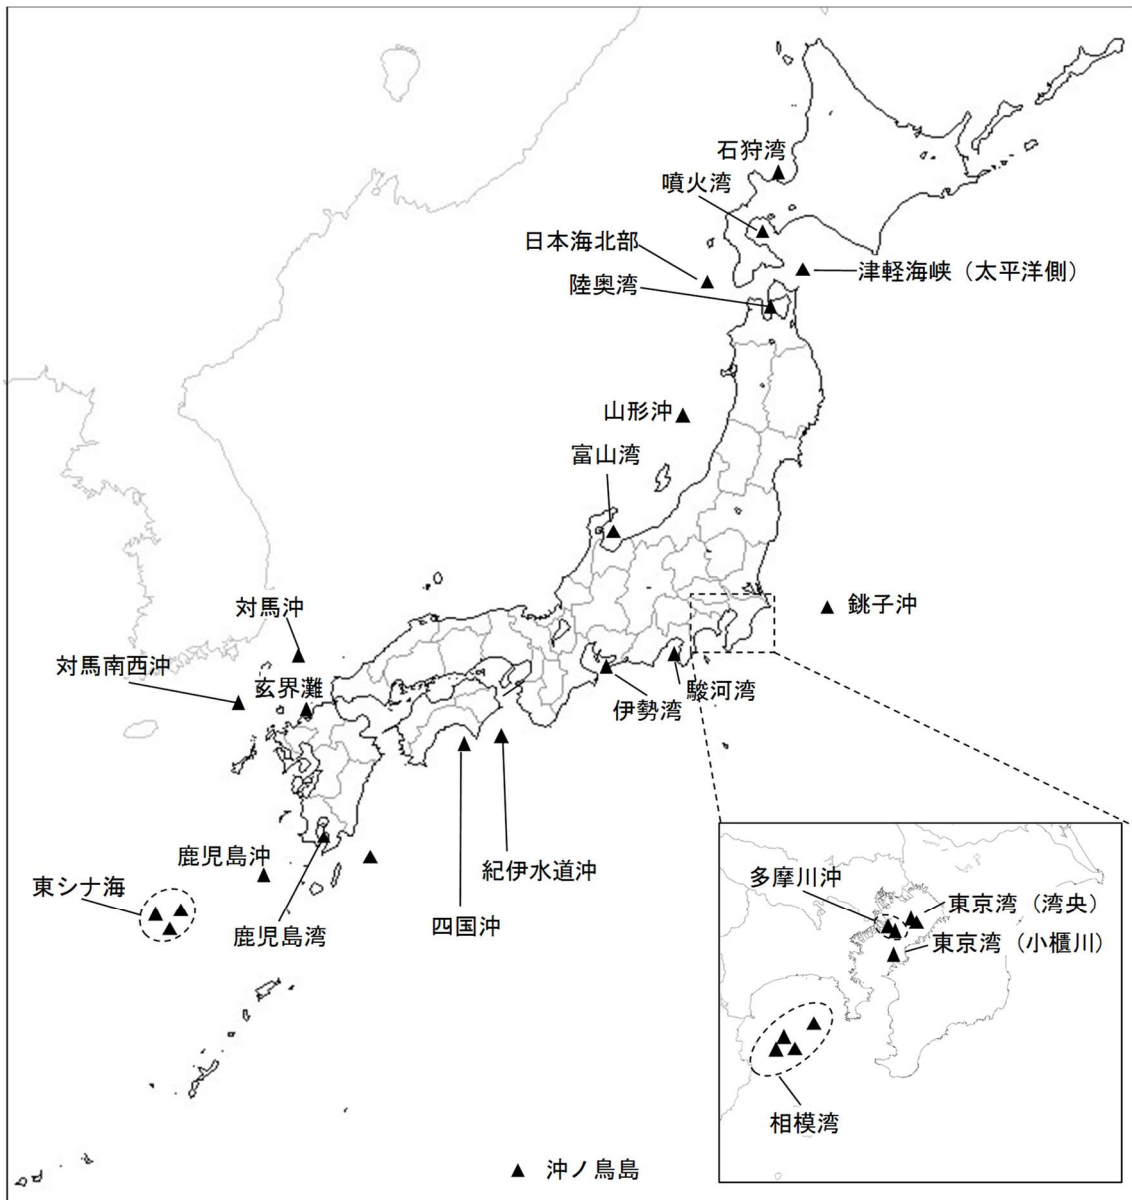 石狩湾
噴火湾
日本海北部
津軽海峡（太平洋側）
陸奥湾
山形沖
富山湾
対馬沖
銚子沖
対馬南西沖
玄界灘
駿河湾
伊勢湾
鹿児島沖
紀伊水道沖
東シナ海
四国沖
鹿児島湾
多摩川沖
東京湾（湾央）
東京湾（小櫃川）
相模湾
沖ノ鳥島